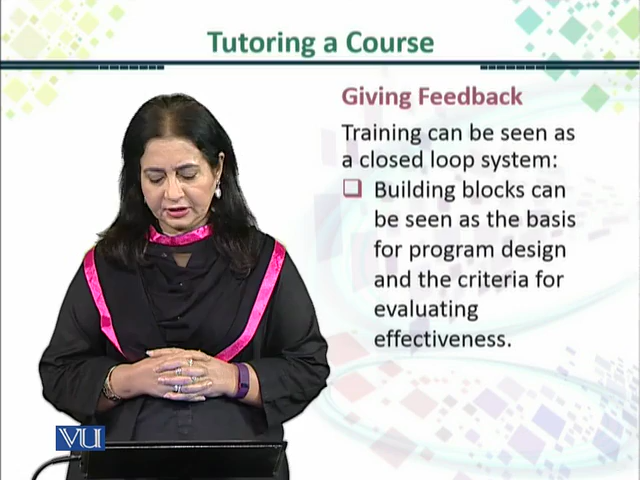 Tutoring a Course
Giving Feedback
Training can be seen as
a closed loop system:
Building blocks can
be seen as the basis
for program design
and the criteria for
evaluating
effectiveness.
VU